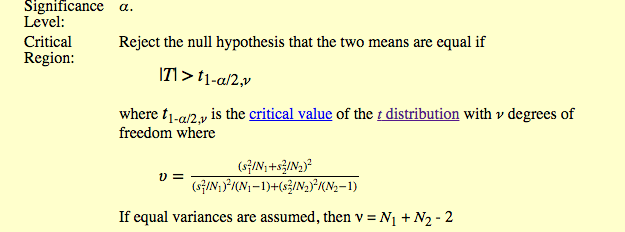 Significance α.
Level:
Critical Reject the null hypothesis that the two means are equal if
Region:
|T| > t1-α/2,ν
where t1-α/2,ν is the critical value of the t distribution with ν degrees of
freedom where
υ = (s₁²/N₁+s₂²/N₂)² / (s₁²/N₁)²/(N₁−1)+(s₂²/N₂)²/(N₂−1)
If equal variances are assumed, then ν = N₁ + N₂ - 2